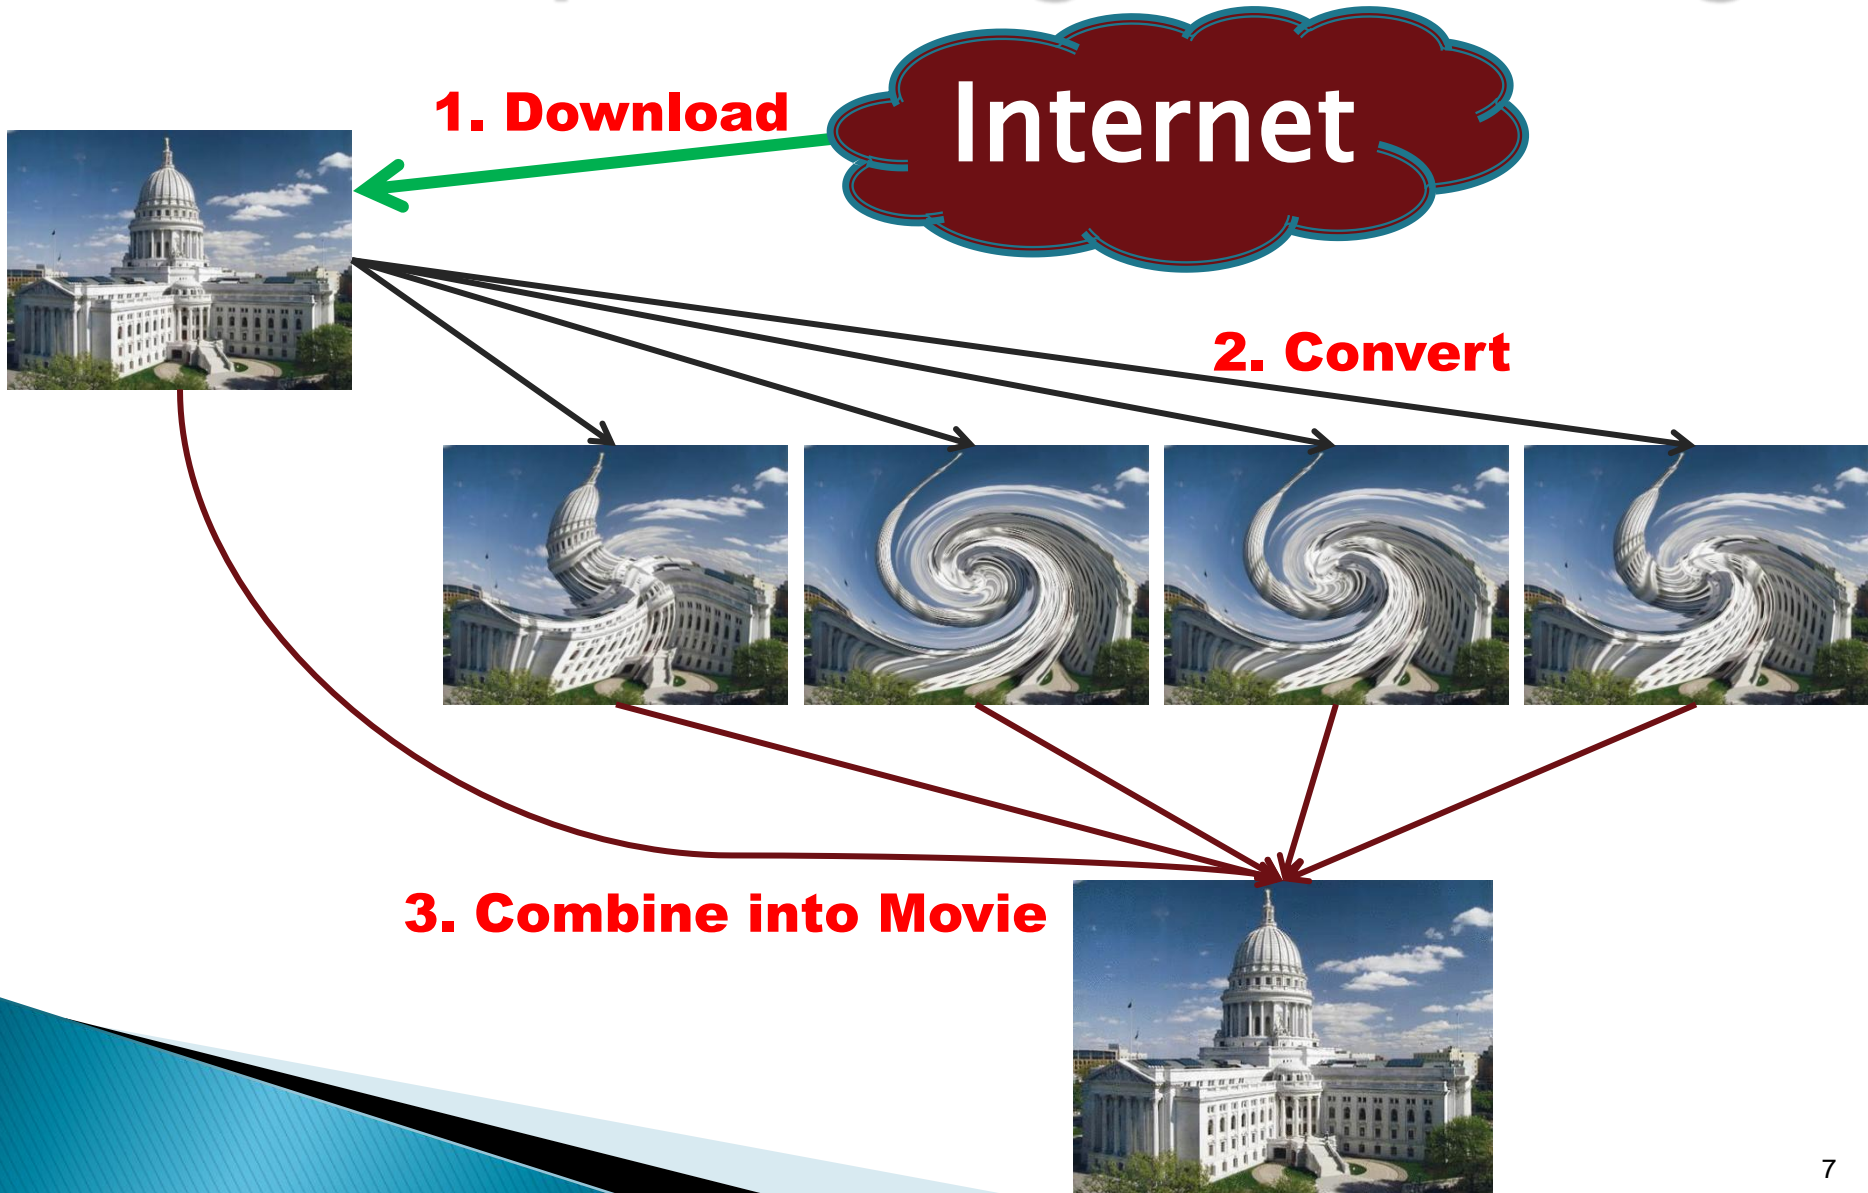 Internet
1. Download
2. Convert
3. Combine into Movie
7